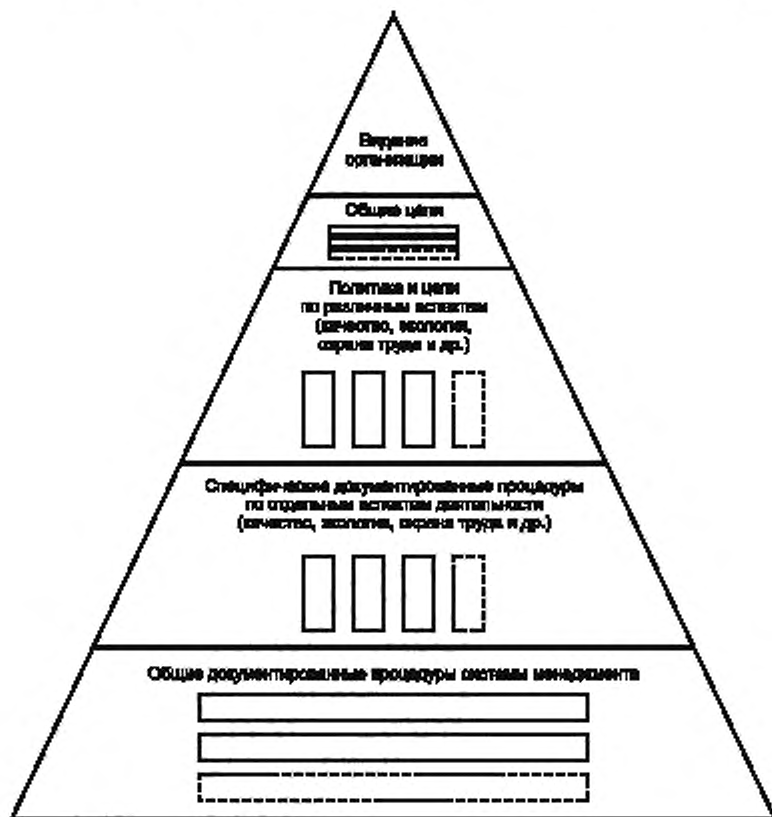 Видение
организации
Общие цели
Политика и цели
по различным аспектам
(качество, экология,
охрана труда и др.)
Специфические документированные процедуры
по отдельным аспектам деятельности
(качество, экология, охрана труда и др.)
Общие документированные процедуры системы менеджмента